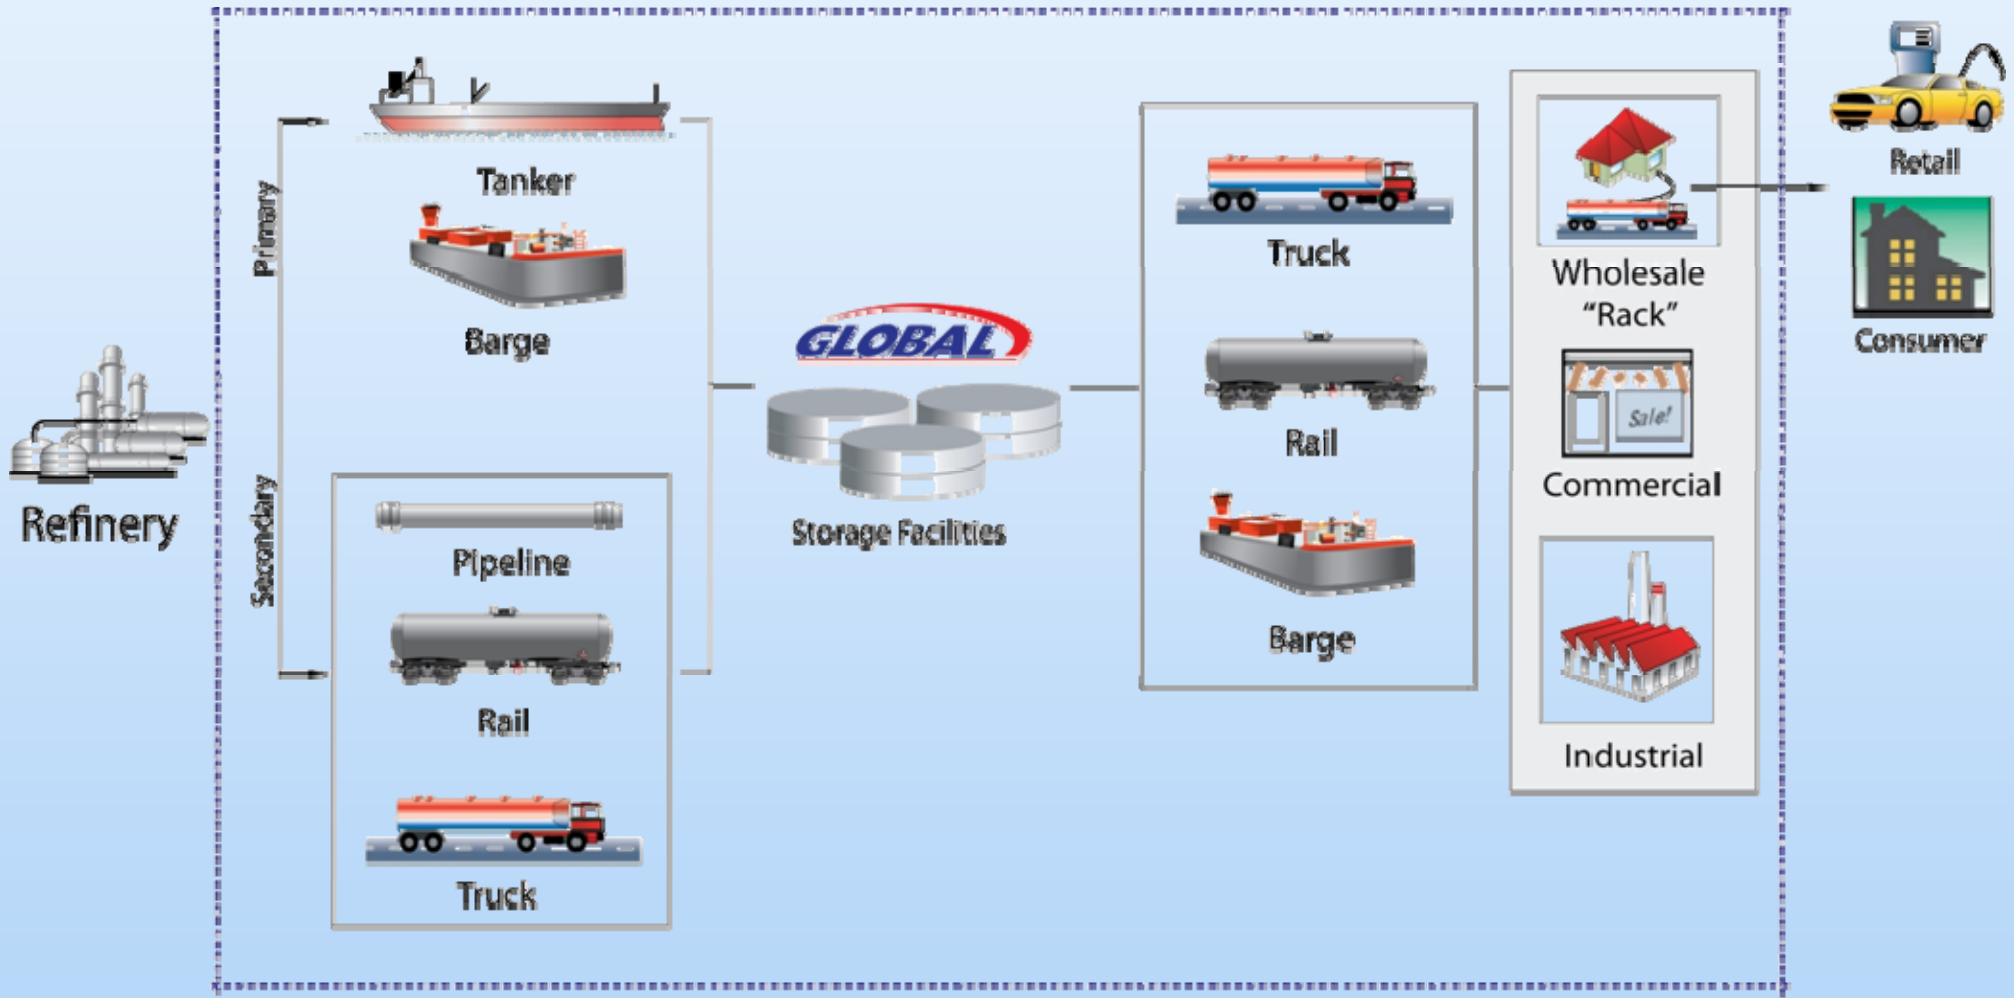 Refinery
Primary
Secondary
Tanker
Barge
Pipeline
Rail
Truck
GLOBAL
Storage Facilities
Truck
Rail
Barge
Wholesale
“Rack”
Sale!
Commercial
Industrial
Retail
Consumer